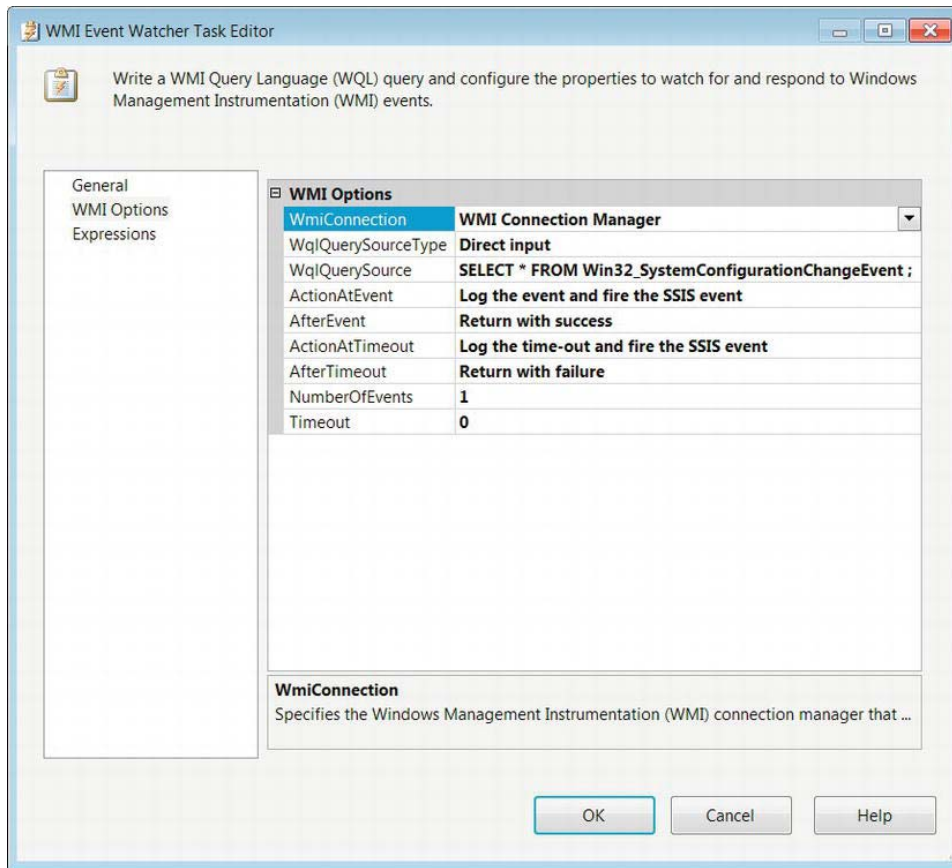 WMI Event Watcher Task Editor
Write a WMI Query Language (WQL) query and configure the properties to watch for and respond to Windows
Management Instrumentation (WMI) events.
General
WMI Options
Expressions
WMI Options
WmiConnection WMI Connection Manager
WqlQuerySourceType Direct input
WqlQuerySource SELECT * FROM Win32_SystemConfigurationChangeEvent ;
ActionAtEvent Log the event and fire the SSIS event
AfterEvent Return with success
ActionAtTimeout Log the time-out and fire the SSIS event
AfterTimeout Return with failure
NumberOfEvents 1
Timeout 0
WmiConnection
Specifies the Windows Management Instrumentation (WMI) connection manager that ...
OK Cancel Help